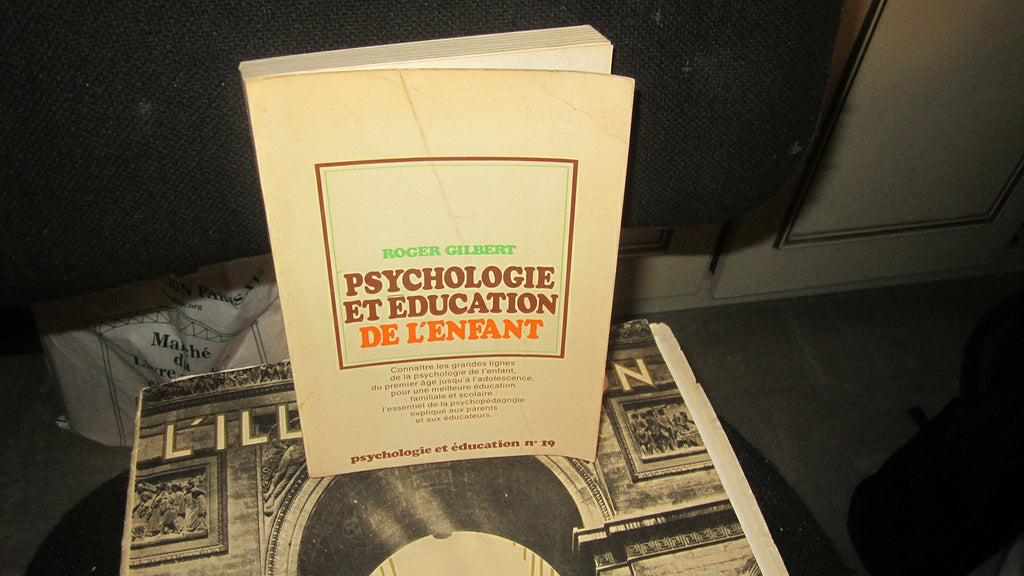 ROGER GILBERT
PSYCHOLOGIE
ET EDUCATION
DE L'ENFANT
Connaître les grandes lignes
de la psychologie de l'enfant,
du premier âge jusqu'à l'adolescence,
pour une meilleure éducation
familiale et scolaire :
l'essentiel de la psychopédagogie
expliqué aux parents
et aux éducateurs.
psychologie et éducation n° 19
L'ILL N
PARIS
Marché
du
Livre